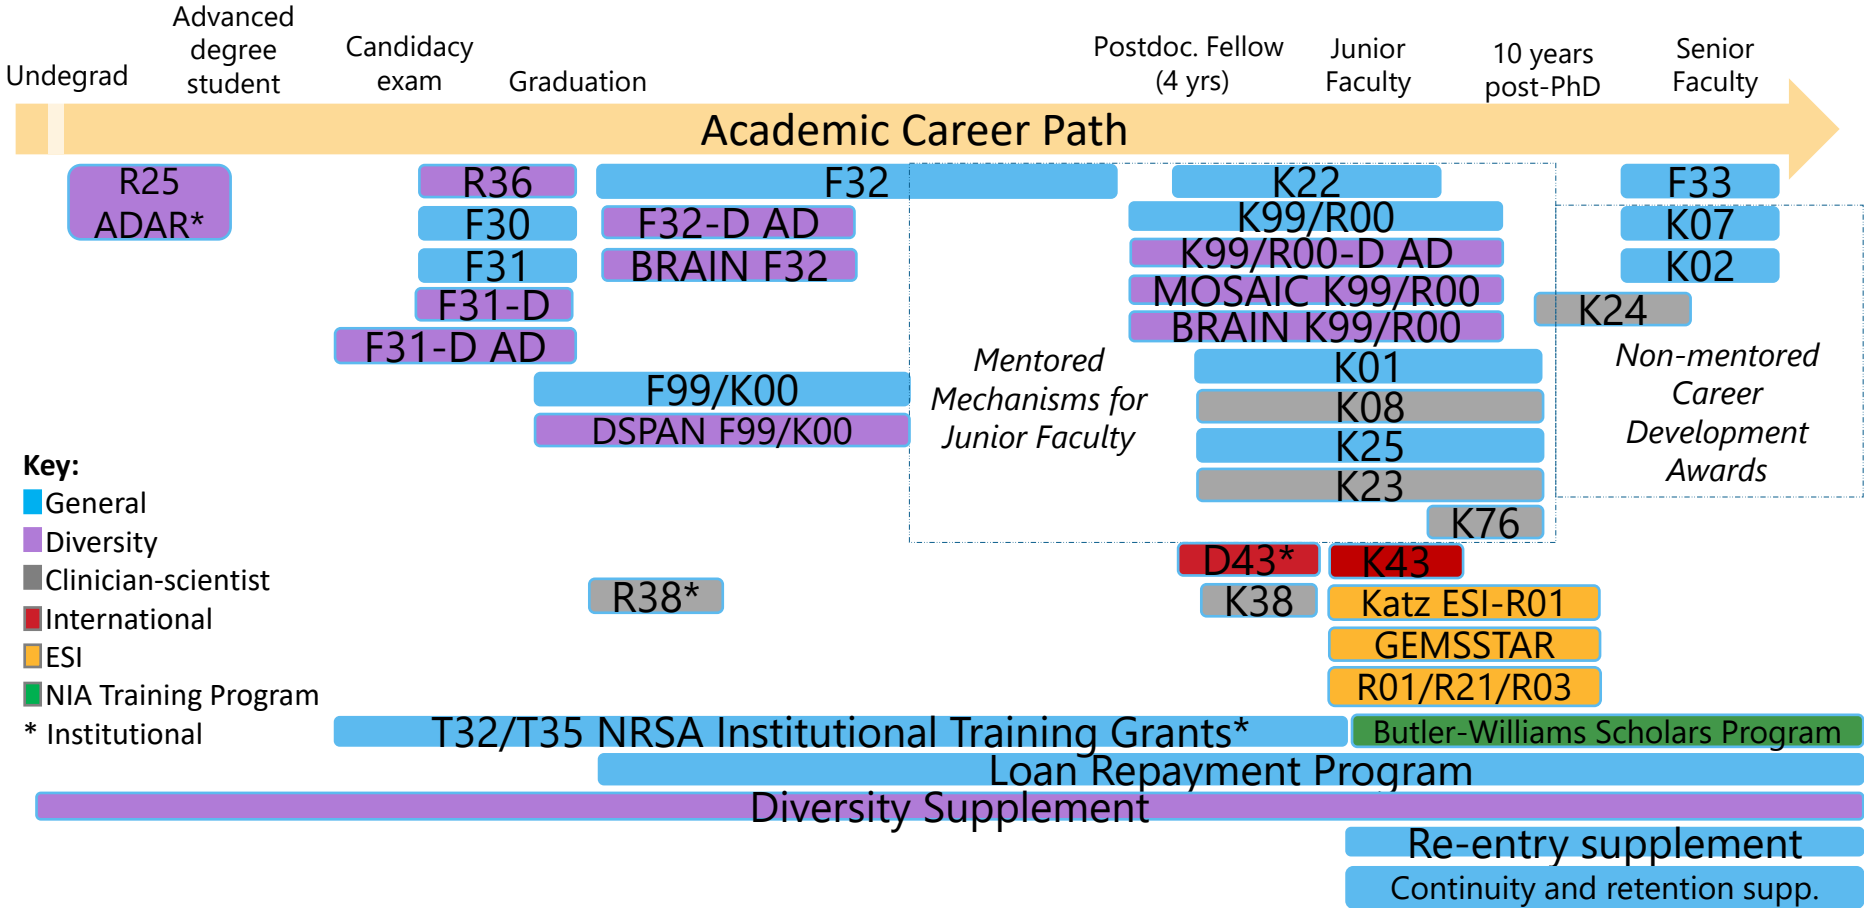 Undegrad
Advanced
degree
student
Candidacy
exam
Graduation
Postdoc. Fellow
(4 yrs)
Junior
Faculty
10 years
post-PhD
Senior
Faculty
Academic Career Path
R25
ADAR*
R36
F30
F31
F31-D
F31-D AD
F32
F32-D AD
BRAIN F32
F99/K00
DSPAN F99/K00
Mentored
Mechanisms for
Junior Faculty
K22
K99/R00
K99/R00-D AD
MOSAIC K99/R00
BRAIN K99/R00
K01
K08
K25
K23
K76
F33
K07
K02
K24
Non-mentored
Career
Development
Awards
D43*
K43
R38*
K38
Katz ESI-R01
GEMSSTAR
R01/R21/R03
Key:
General
Diversity
Clinician-scientist
International
ESI
NIA Training Program
* Institutional
T32/T35 NRSA Institutional Training Grants*
Butler-Williams Scholars Program
Loan Repayment Program
Diversity Supplement
Re-entry supplement
Continuity and retention supp.